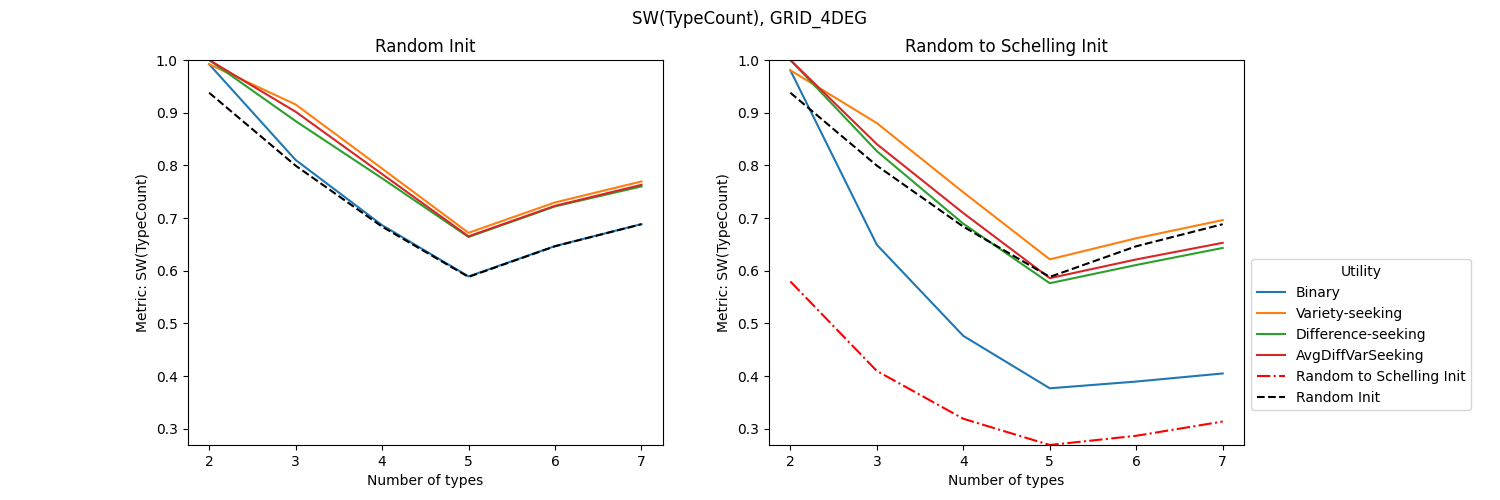 SW(TypeCount), GRID_4DEG
Random Init
1.0
0.9
0.8
0.7
0.6
0.5
0.4
0.3
Metric: SW(TypeCount)
2 3 4 5 6 7
Number of types
Random to Schelling Init
1.0
0.9
0.8
0.7
0.6
0.5
0.4
0.3
Metric: SW(TypeCount)
2 3 4 5 6 7
Number of types
Utility
Binary
Variety-seeking
Difference-seeking
AvgDiffVarSeeking
Random to Schelling Init
Random Init